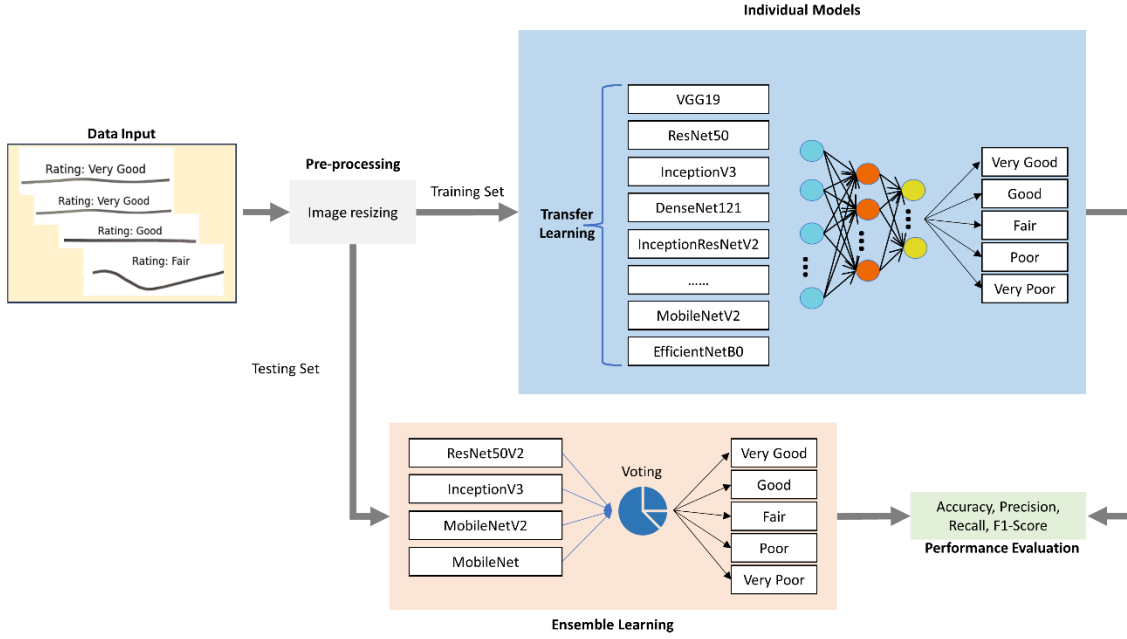 Individual Models
Data Input
Rating: Very Good
Rating: Very Good
Rating: Good
Rating: Fair
Pre-processing
Image resizing
Training Set
Testing Set
Transfer
Learning
VGG19
ResNet50
InceptionV3
DenseNet121
InceptionResNetV2
......
MobileNetV2
EfficientNetB0
Very Good
Good
Fair
Poor
Very Poor
ResNet50V2
InceptionV3
MobileNetV2
MobileNet
Voting
Very Good
Good
Fair
Poor
Very Poor
Ensemble Learning
Accuracy, Precision,
Recall, F1-Score
Performance Evaluation